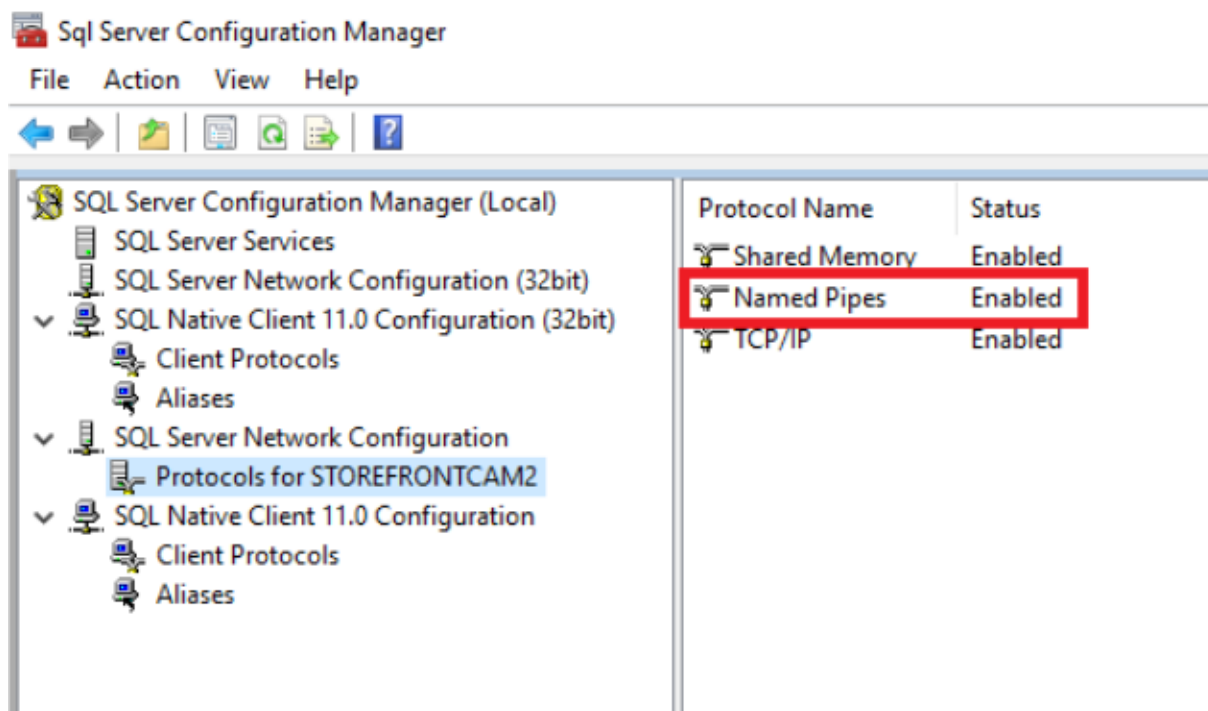 Sql Server Configuration Manager
File Action View Help
SQL Server Configuration Manager (Local)
SQL Server Services
SQL Server Network Configuration (32bit)
SQL Native Client 11.0 Configuration (32bit)
Client Protocols
Aliases
SQL Server Network Configuration
Protocols for STOREFRONTCAM2
SQL Native Client 11.0 Configuration
Client Protocols
Aliases
Protocol Name Status
Shared Memory Enabled
Named Pipes Enabled
TCP/IP Enabled